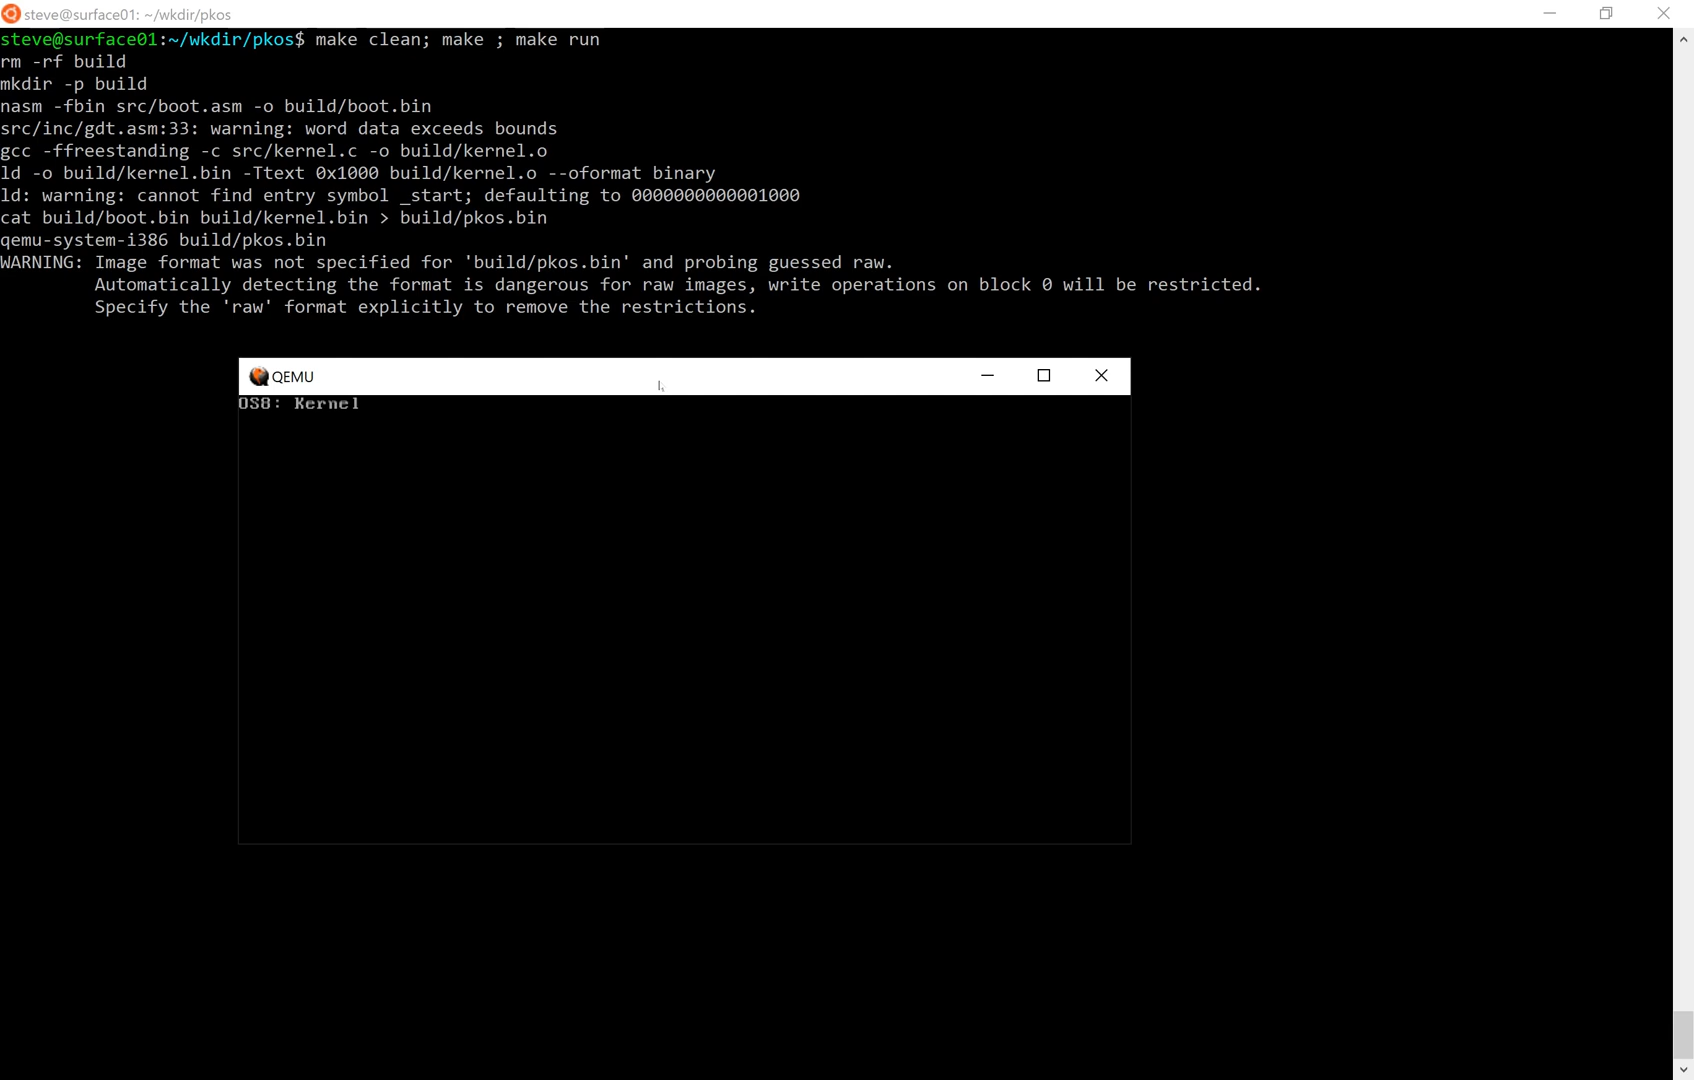 steve@surface01: ~/wkdir/pkos
steve@surface01:~/wkdir/pkos$ make clean; make ; make run
rm -rf build
mkdir -p build
nasm -fbin src/boot.asm -o build/boot.bin
src/inc/gdt.asm:33: warning: word data exceeds bounds
gcc -ffreestanding -c src/kernel.c -o build/kernel.o
ld -o build/kernel.bin -Ttext 0x1000 build/kernel.o --oformat binary
ld: warning: cannot find entry symbol _start; defaulting to 0000000000001000
cat build/boot.bin build/kernel.bin > build/pkos.bin
qemu-system-i386 build/pkos.bin
WARNING: Image format was not specified for 'build/pkos.bin' and probing guessed raw.
Automatically detecting the format is dangerous for raw images, write operations on block 0 will be restricted.
Specify the 'raw' format explicitly to remove the restrictions.
QEMU
OS8: Kernel